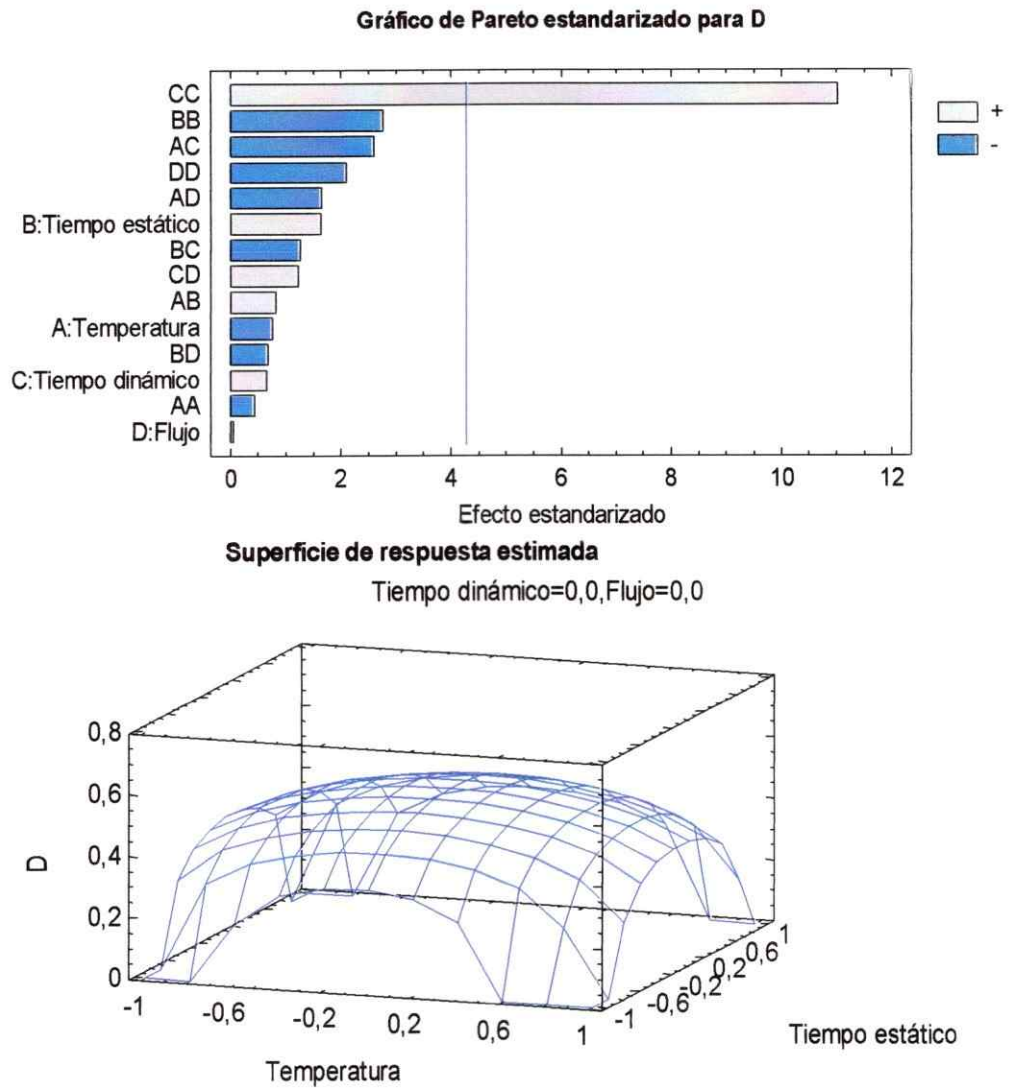 Gráfico de Pareto estandarizado para D
CC
BB
AC
DD
AD
B:Tiempo estático
BC
CD
AB
A:Temperatura
BD
C:Tiempo dinámico
AA
D:Flujo
+
-
0 2 4 6 8 10 12
Efecto estandarizado
Superficie de respuesta estimada
Tiempo dinámico=0,0,Flujo=0,0
D
0,8
0,6
0,4
0,2
0
-1 -0,6 -0,2 0,2 0,6 1
Temperatura
-1 -0,6 -0,2 0,2 0,6 1
Tiempo estático